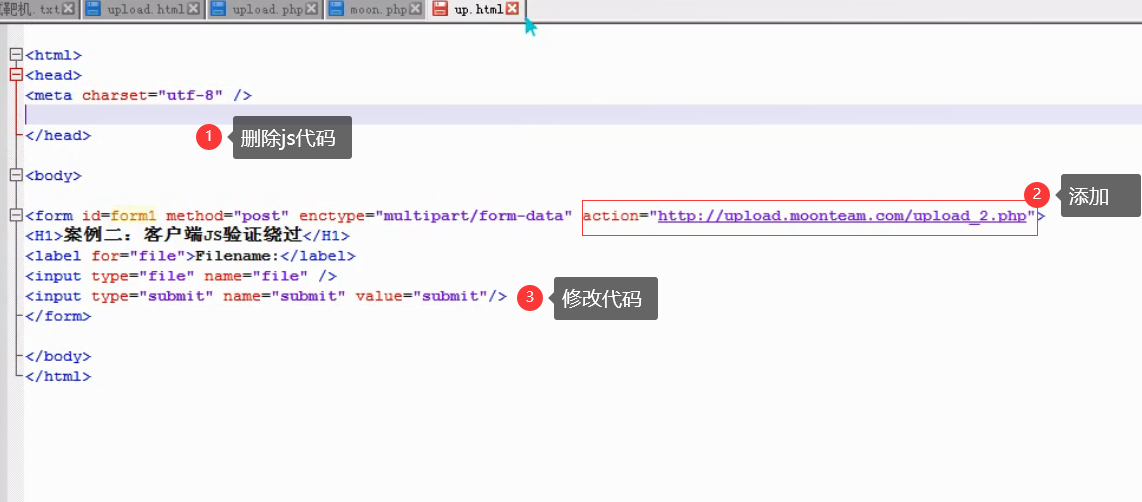 靶机.txt upload.html upload.php moon.php up.html
<html>
<head>
<meta charset="utf-8" />
</head>
1 删除js代码
<body>
2 添加
<form id=form1 method="post" enctype="multipart/form-data" action="http://upload.moonteam.com/upload_2.php">
<H1>案例二：客户端JS验证绕过</H1>
<label for="file">Filename:</label>
<input type="file" name="file" />
<input type="submit" name="submit" value="submit"/>
3 修改代码
</form>
</body>
</html>